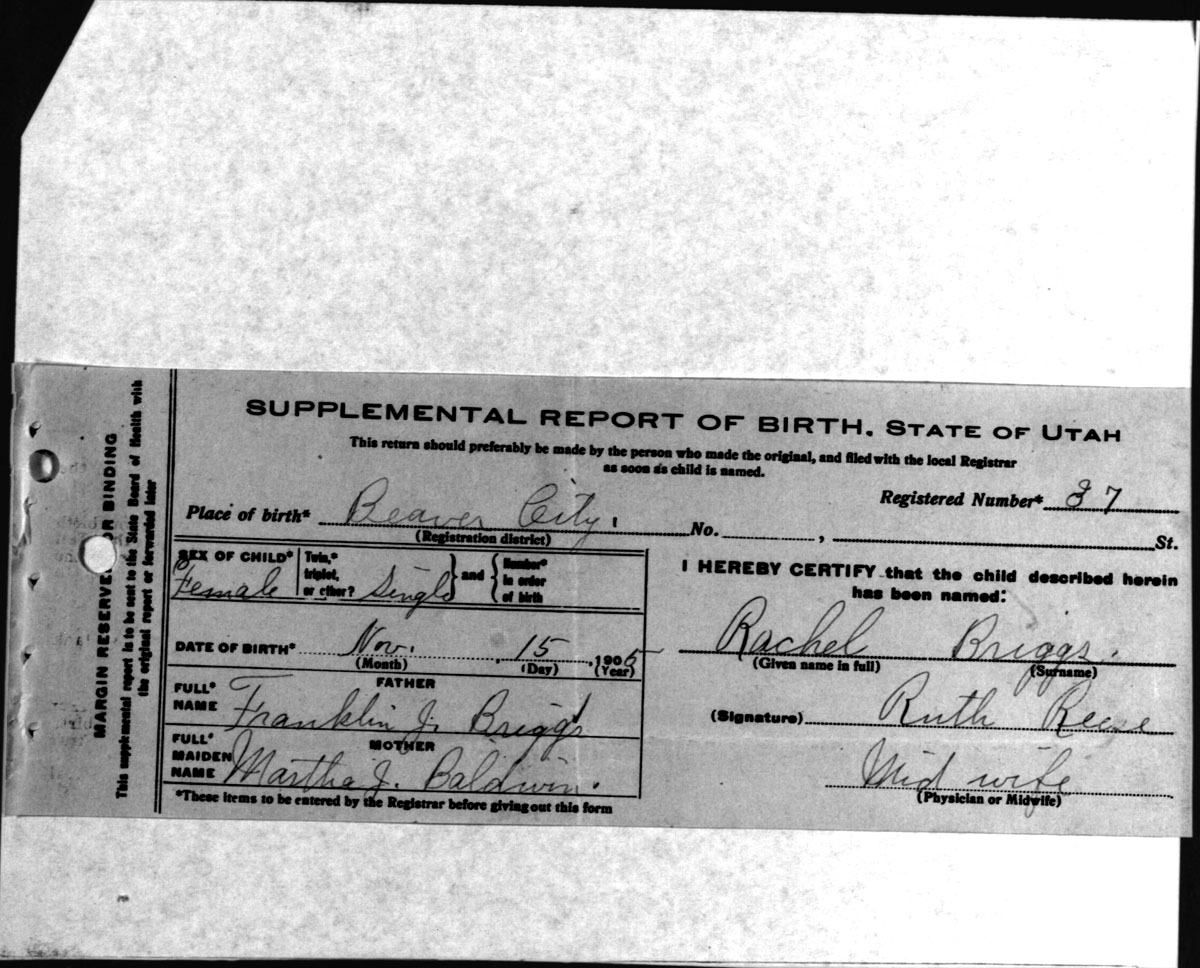 SUPPLEMENTAL REPORT OF BIRTH. STATE OF UTAH
This return should preferably be made by the person who made the original, and filed with the local Registrar
as soon as child is named.
Registered Number* 37
Place of birth* Beaver City. No. , St.
(Registration district)
SEX OF CHILD* Female
Twin,* triplet, or other? Single and Number* in order of birth
DATE OF BIRTH* Nov. 15, 1905
(Month) (Day) (Year)
FATHER
FULL* NAME Franklin J. Briggs
MOTHER
FULL* MAIDEN NAME Martha J. Baldwin.
*These items to be entered by the Registrar before giving out this form
I HEREBY CERTIFY that the child described herein
has been named:
Rachel Briggs.
(Given name in full) (Surname)
(Signature) Ruth Reese
Mid wife
(Physician or Midwife)
MARGIN RESERVED FOR BINDING
This supplemental report is to be sent to the State Board of Health with
the original report or forwarded later